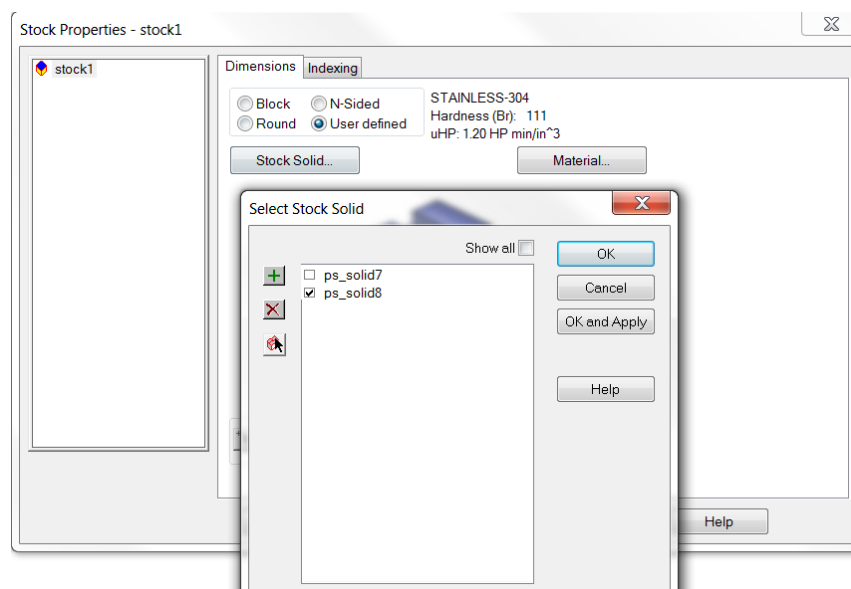 Stock Properties - stock1
stock1
Dimensions Indexing
Block N-Sided
Round User defined
STAINLESS-304
Hardness (Br): 111
uHP: 1.20 HP min/in^3
Stock Solid... Material...
Select Stock Solid
Show all
ps_solid7
ps_solid8
OK
Cancel
OK and Apply
Help
Help